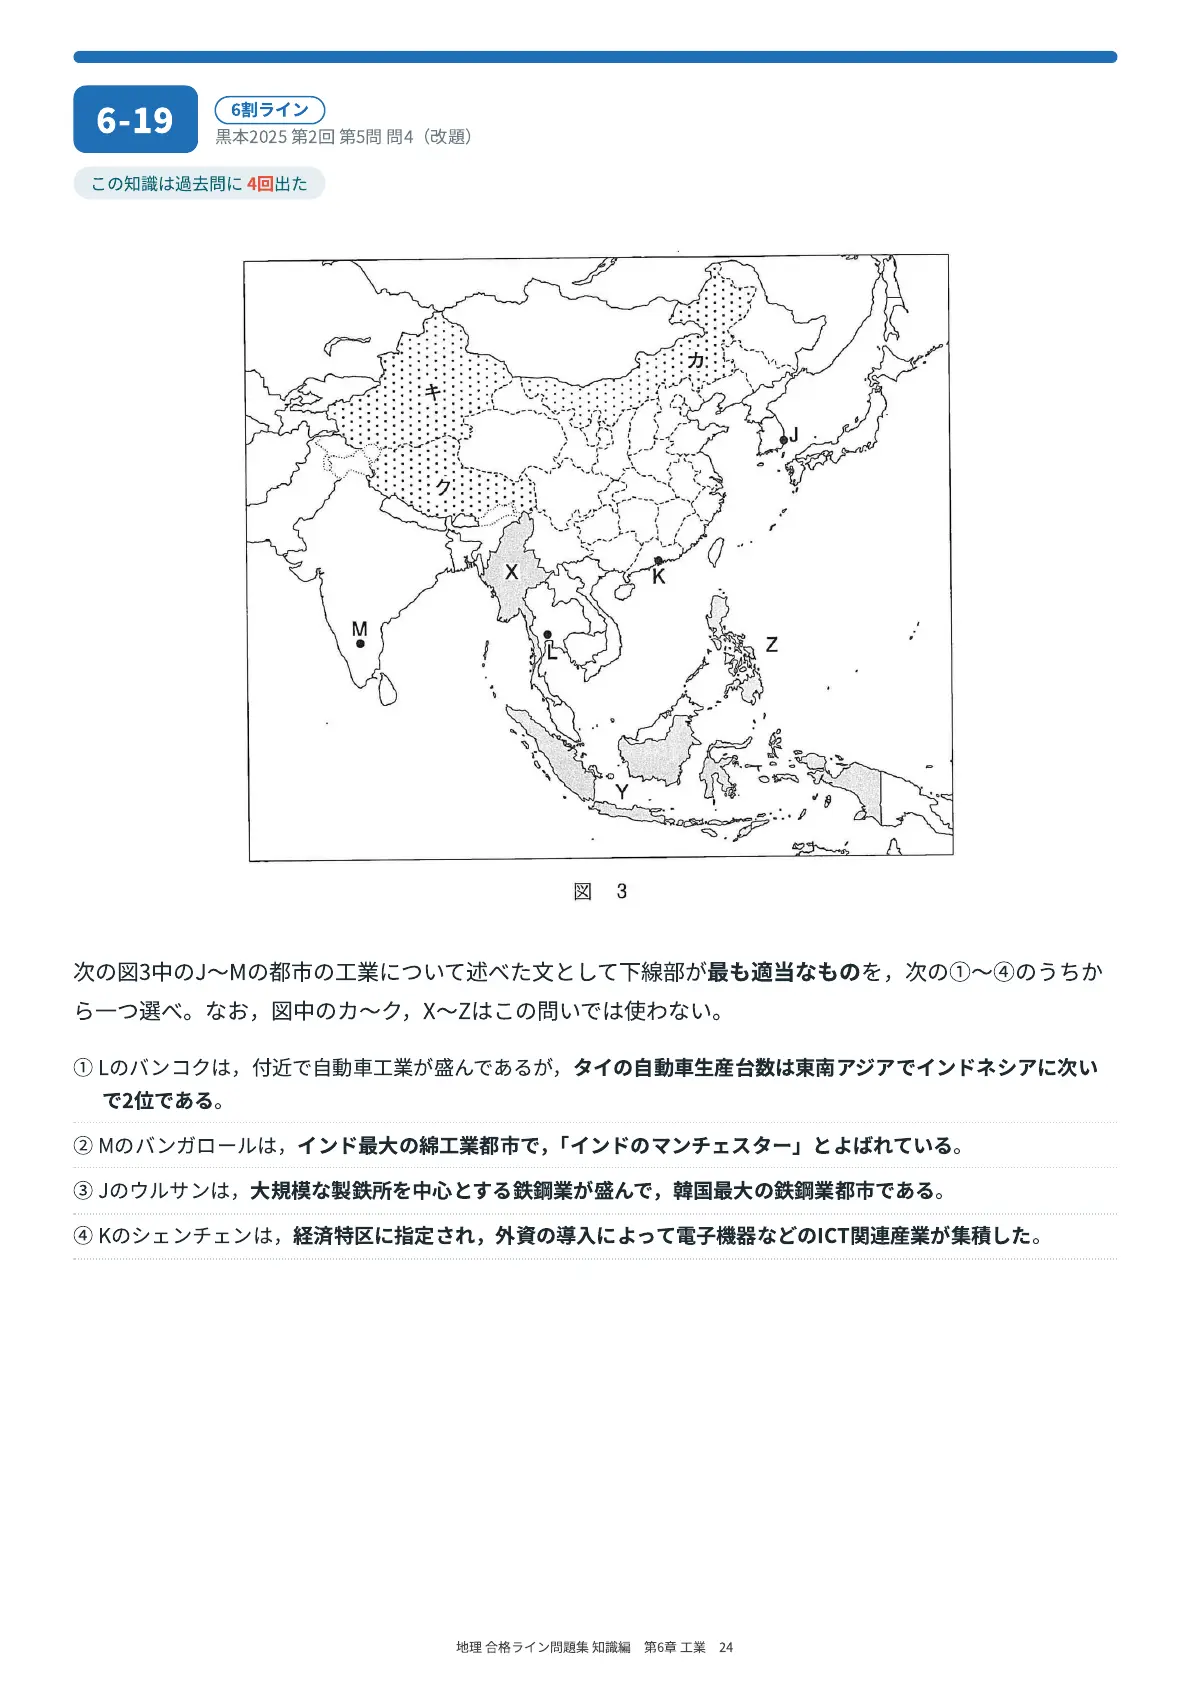 6-19
6割ライン
黒本2025 第2回 第5問 問4（改題）
この知識は過去問に 4回出た
カ
キ
J
ク
X
K
M
L
Z
Y
図 3
次の図3中のJ〜Mの都市の工業について述べた文として下線部が最も適当なものを，次の①〜④のうちか
ら一つ選べ。なお，図中のカ〜ク，X〜Zはこの問いでは使わない。
① Lのバンコクは，付近で自動車工業が盛んであるが，タイの自動車生産台数は東南アジアでインドネシアに次い
で2位である。
② Mのバンガロールは，インド最大の綿工業都市で，「インドのマンチェスター」とよばれている。
③ Jのウルサンは，大規模な製鉄所を中心とする鉄鋼業が盛んで，韓国最大の鉄鋼業都市である。
④ Kのシェンチェンは，経済特区に指定され，外資の導入によって電子機器などのICT関連産業が集積した。
地理 合格ライン問題集 知識編 第6章 工業 24